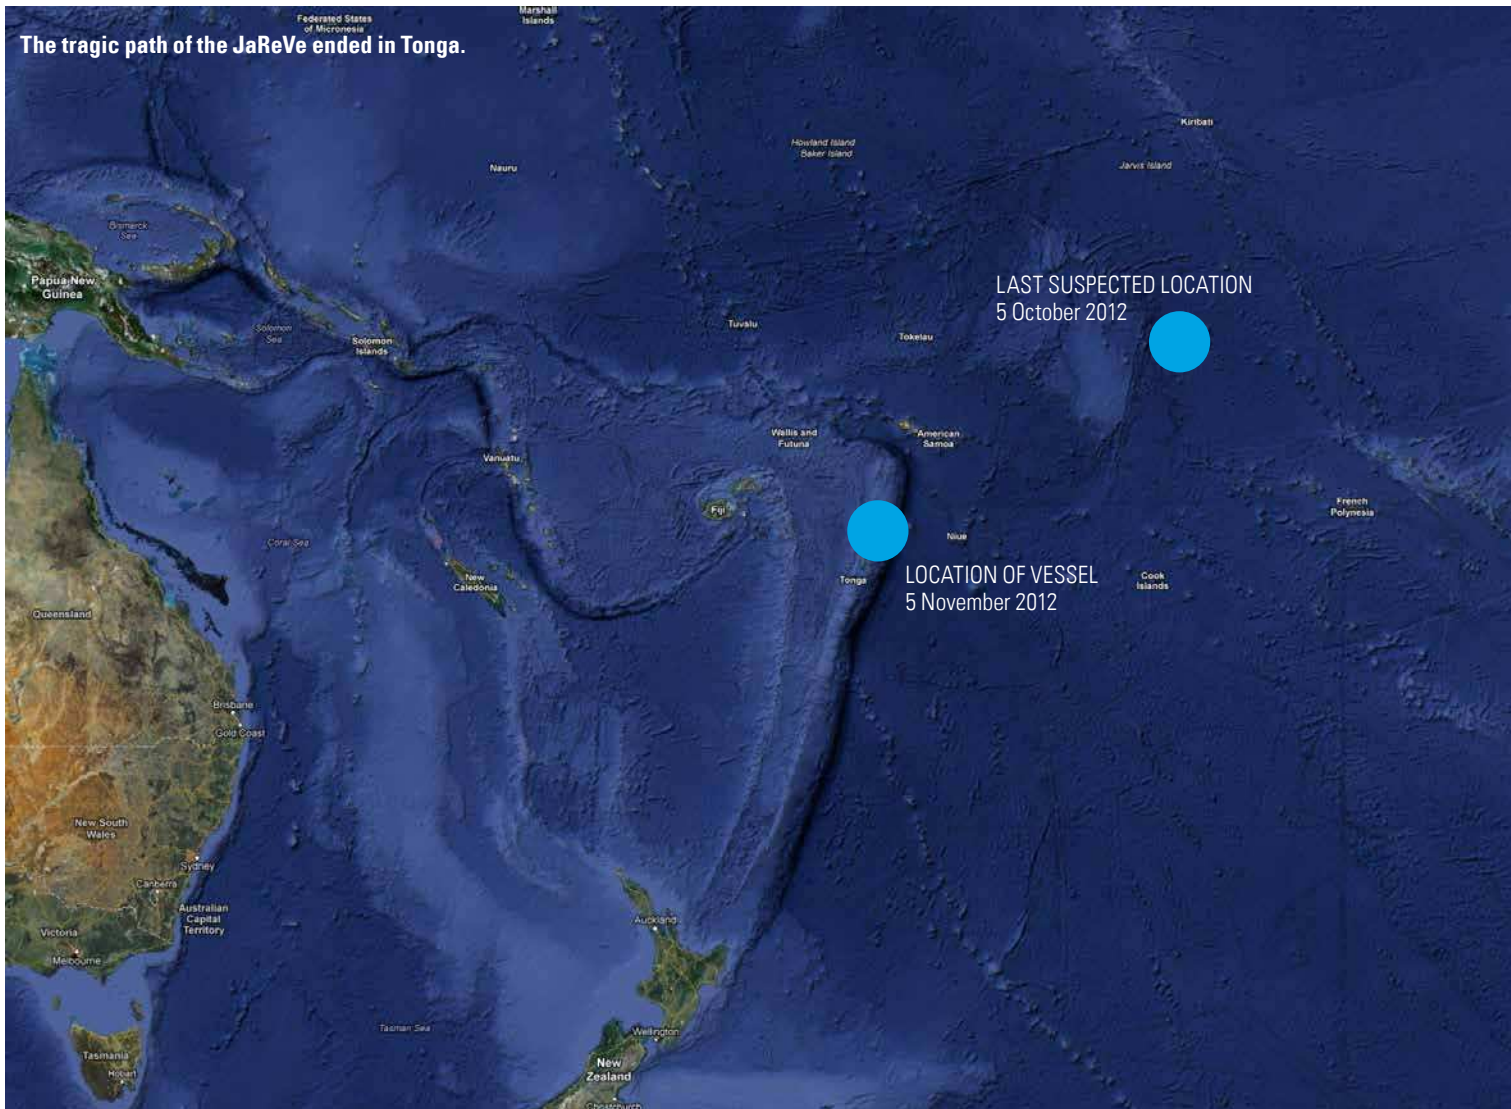 Federated States
of Micronesia
Marshall
Islands
The tragic path of the JaReVe ended in Tonga.
Kiribati
Howland Island
Baker Island
Jarvis Island
Nauru
Bismarck
Sea
Papua New
Guinea
LAST SUSPECTED LOCATION
5 October 2012
Solomon
Sea
Solomon
Islands
Tuvalu
Tokelau
Wallis and
Futuna
American
Samoa
Vanuatu
Fiji
French
Polynesia
Coral Sea
Niue
New
Caledonia
Tonga
LOCATION OF VESSEL
5 November 2012
Cook
Islands
Queensland
Brisbane
Gold Coast
New South
Wales
Sydney
Canberra
Australian
Capital
Territory
Auckland
Victoria
Melbourne
Tasman Sea
Wellington
Tasmania
Hobart
New
Zealand
Christchurch